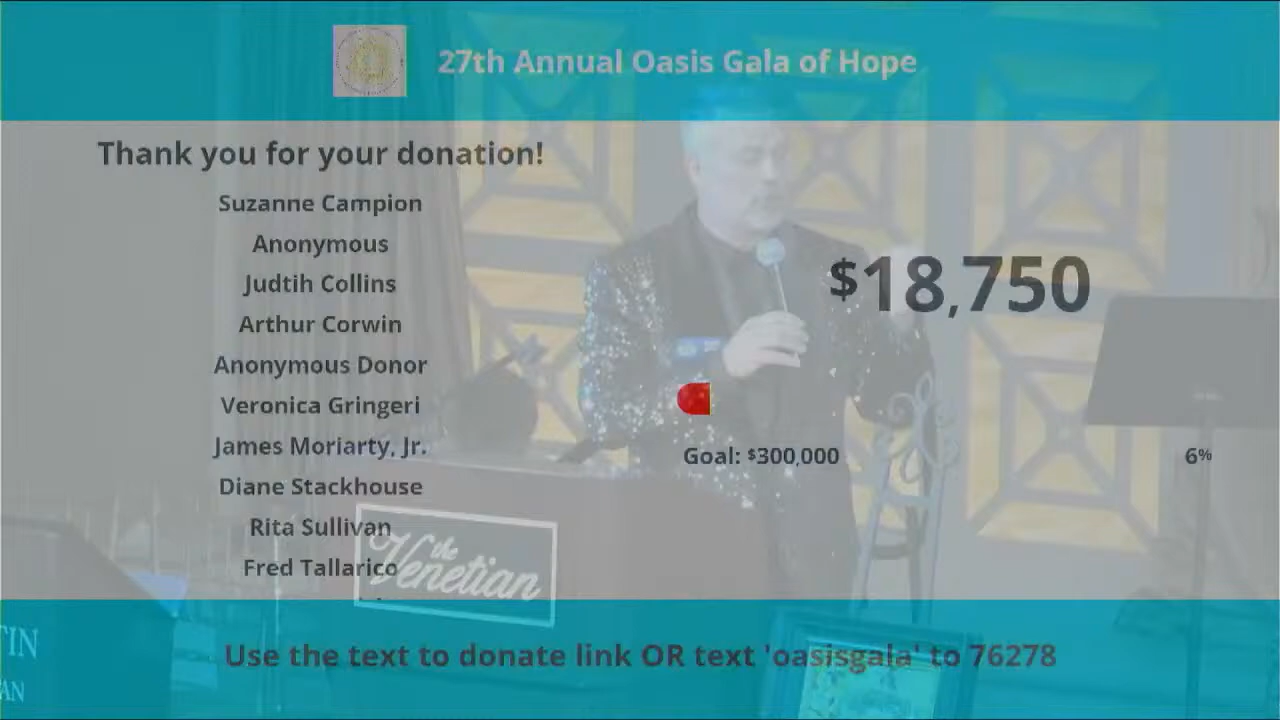 27th Annual Oasis Gala of Hope
Thank you for your donation!
Suzanne Campion
Anonymous
Judtih Collins
Arthur Corwin
Anonymous Donor
Veronica Gringeri
James Moriarty, Jr.
Diane Stackhouse
Rita Sullivan
Fred Tallarico
$18,750
Goal: $300,000
6%
the
Venetian
TIN
AN
Use the text to donate link OR text 'oasisgala' to 76278